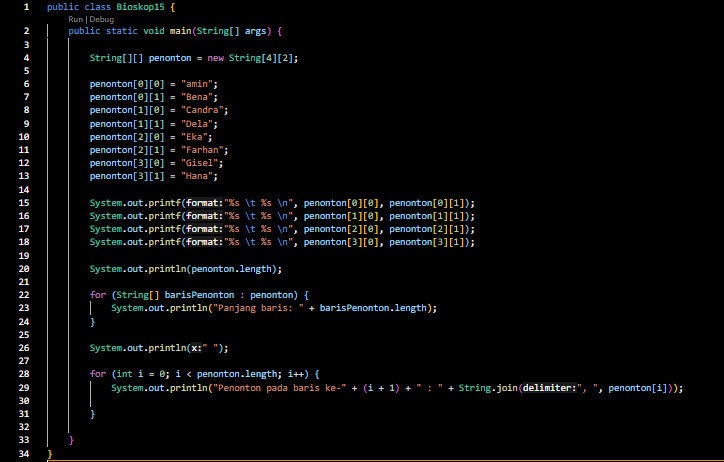 1 public class Bioskop15 {
Run | Debug
2 public static void main(String[] args) {
3
4 String[][] penonton = new String[4][2];
5
6 penonton[0][0] = "amin";
7 penonton[0][1] = "Bena";
8 penonton[1][0] = "Candra";
9 penonton[1][1] = "Dela";
10 penonton[2][0] = "Eka";
11 penonton[2][1] = "Farhan";
12 penonton[3][0] = "Gisel";
13 penonton[3][1] = "Hana";
14
15 System.out.printf(format:"%s \t %s \n", penonton[0][0], penonton[0][1]);
16 System.out.printf(format:"%s \t %s \n", penonton[1][0], penonton[1][1]);
17 System.out.printf(format:"%s \t %s \n", penonton[2][0], penonton[2][1]);
18 System.out.printf(format:"%s \t %s \n", penonton[3][0], penonton[3][1]);
19
20 System.out.println(penonton.length);
21
22 for (String[] barisPenonton : penonton) {
23 System.out.println("Panjang baris: " + barisPenonton.length);
24 }
25
26 System.out.println(x:" ");
27
28 for (int i = 0; i < penonton.length; i++) {
29 System.out.println("Penonton pada baris ke-" + (i + 1) + " : " + String.join(delimiter:", ", penonton[i]));
30
31 }
32
33 }
34 }